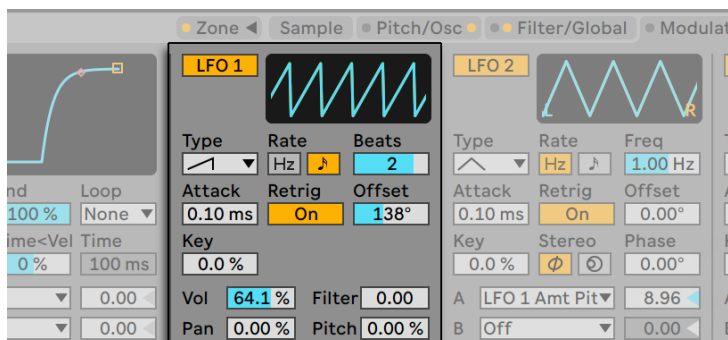 Zone Sample Pitch/Osc Filter/Global Modulat
LFO 1 LFO 2
L R
Type Rate Beats Type Rate Freq
Hz 2 Hz 1.00 Hz
nd Loop Attack Retrig Offset Attack Retrig Offset
100 % None 0.10 ms On 138° 0.10 ms On 0.00°
ime<Vel Time Key Key Stereo Phase
0 % 100 ms 0.0 % 0.0 % Φ 0.00°
0.00 Vol 64.1 % Filter 0.00 A LFO 1 Amt Pit 8.96
0.00 Pan 0.00 % Pitch 0.00 % B Off 0.00